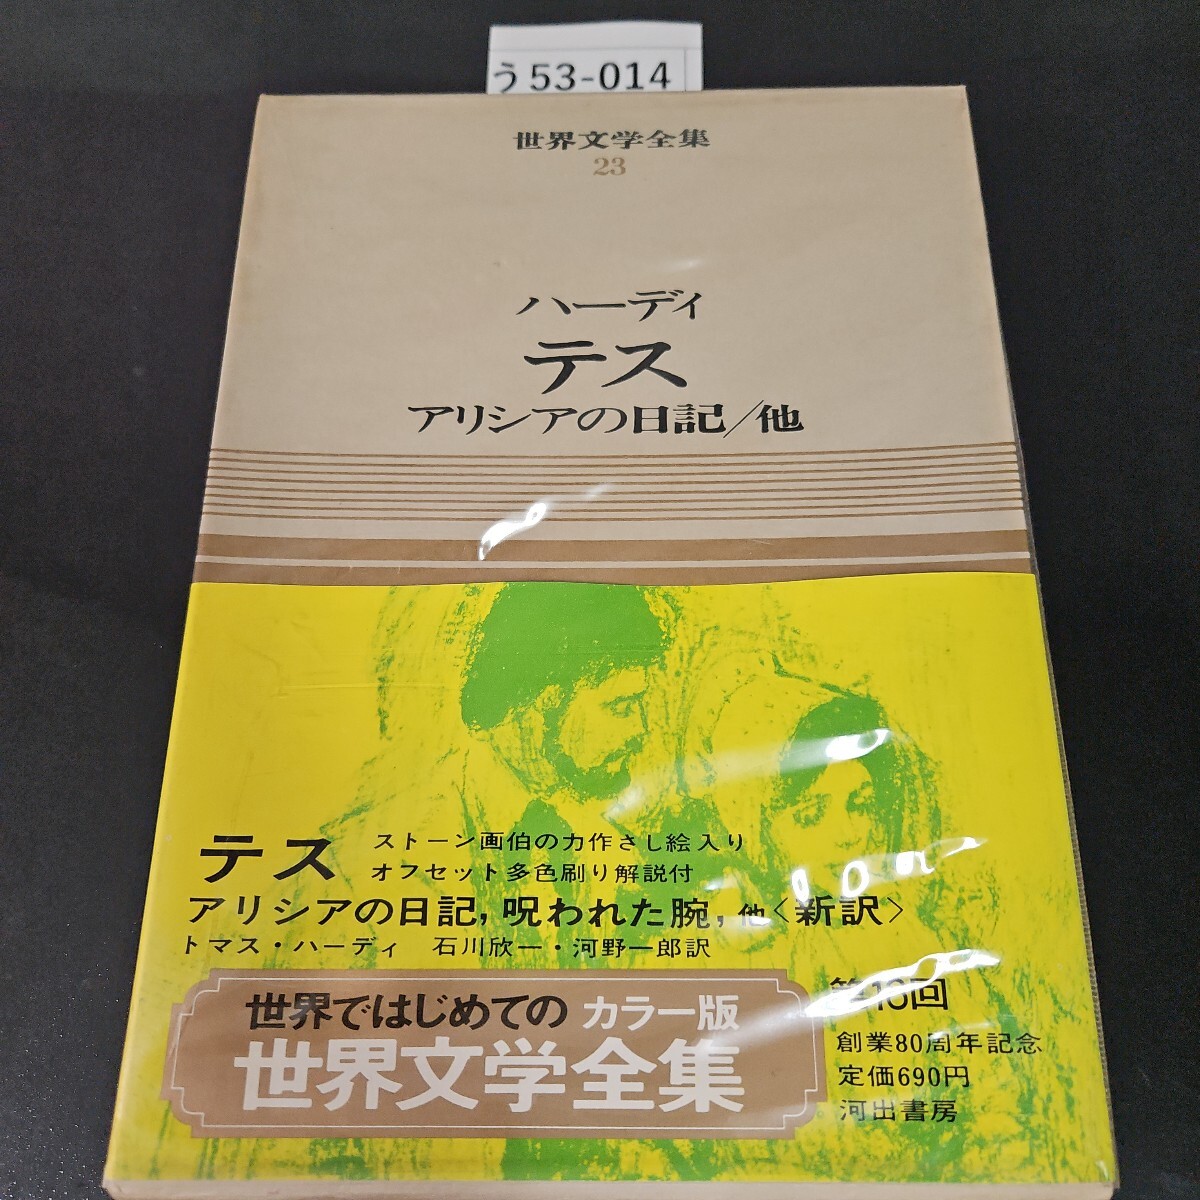 う53-014
世界文学全集
23
ハーディ
テス
アリシアの日記/他
テス
ストーン画伯の力作さし絵入り
オフセット多色刷り解説付
アリシアの日記,呪われた腕,他〈新訳〉
トマス・ハーディ 石川欣一・河野一郎訳
世界ではじめての カラー版
世界文学全集
第16回
創業80周年記念
定価690円
河出書房